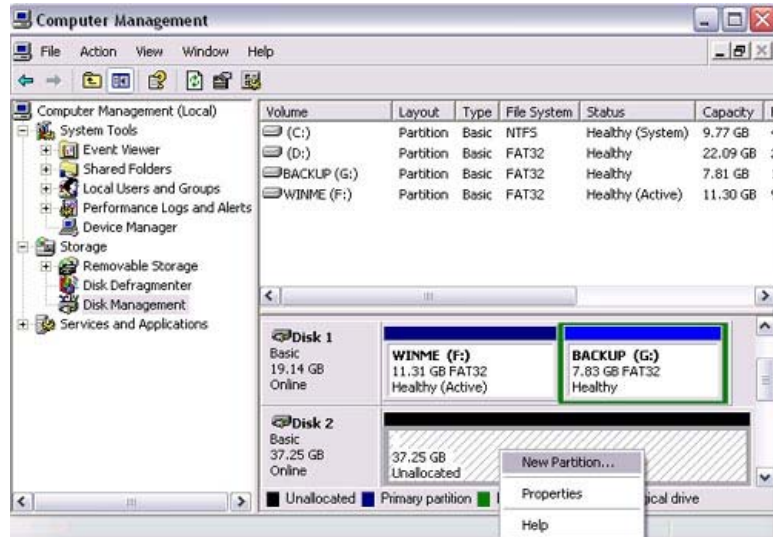 Computer Management
File Action View Window Help
Computer Management (Local)
System Tools
Event Viewer
Shared Folders
Local Users and Groups
Performance Logs and Alerts
Device Manager
Storage
Removable Storage
Disk Defragmenter
Disk Management
Services and Applications
Volume Layout Type File System Status Capacity
(C:) Partition Basic NTFS Healthy (System) 9.77 GB
(D:) Partition Basic FAT32 Healthy 22.09 GB
BACKUP (G:) Partition Basic FAT32 Healthy 7.81 GB
WINME (F:) Partition Basic FAT32 Healthy (Active) 11.30 GB
Disk 1
Basic
19.14 GB
Online
WINME (F:)
11.31 GB FAT32
Healthy (Active)
BACKUP (G:)
7.83 GB FAT32
Healthy
Disk 2
Basic
37.25 GB
Online
37.25 GB
Unallocated
New Partition...
Properties
Help
Unallocated Primary partition drive